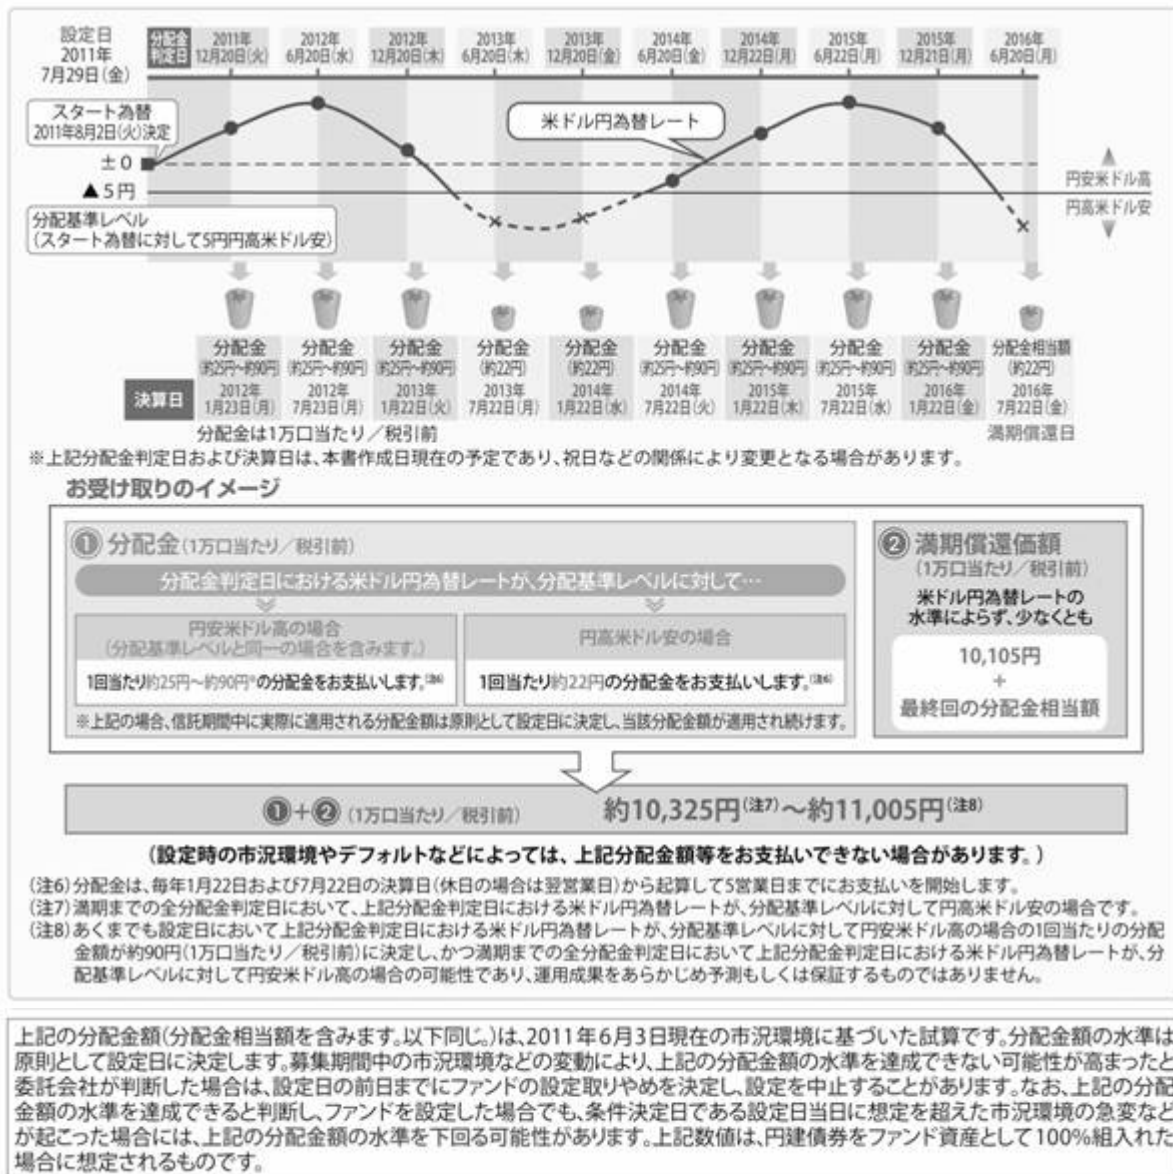 設定日
2011年
7月29日(金)
分配金
判定日
2011年
12月20日(火)
2012年
6月20日(水)
2012年
12月20日(木)
2013年
6月20日(木)
2013年
12月20日(金)
2014年
6月20日(金)
2014年
12月22日(月)
2015年
6月22日(月)
2015年
12月21日(月)
2016年
6月20日(月)
スタート為替
2011年8月2日(火)決定
米ドル円為替レート
±0
▲5円
円安米ドル高
円高米ドル安
分配基準レベル
(スタート為替に対して5円円高米ドル安)
分配金
(約25円~約90円)
分配金
(約25円~約90円)
分配金
(約25円~約90円)
分配金
(約22円)
分配金
(約22円)
分配金
(約25円~約90円)
分配金
(約25円~約90円)
分配金
(約25円~約90円)
分配金
(約25円~約90円)
分配金相当額
(約22円)
決算日
2012年
1月23日(月)
2012年
7月23日(月)
2013年
1月22日(火)
2013年
7月22日(月)
2014年
1月22日(水)
2014年
7月22日(火)
2015年
1月22日(木)
2015年
7月22日(水)
2016年
1月22日(金)
2016年
7月22日(金)
分配金は1万口当たり/税引前
満期償還日
※上記分配金判定日および決算日は、本書作成日現在の予定であり、祝日などの関係により変更となる場合があります。
お受け取りのイメージ
①分配金(1万口当たり/税引前)
分配金判定日における米ドル円為替レートが、分配基準レベルに対して…
円安米ドル高の場合
(分配基準レベルと同一の場合を含みます。)
1回当たり約25円~約90円※の分配金をお支払いします。(注6)
円高米ドル安の場合
1回当たり約22円の分配金をお支払いします。(注6)
※上記の場合、信託期間中に実際に適用される分配金額は原則として設定日に決定し、当該分配金額が適用され続けます。
②満期償還価額
(1万口当たり/税引前)
米ドル円為替レートの
水準によらず、少なくとも
10,105円
+
最終回の分配金相当額
①+②(1万口当たり/税引前) 約10,325円(注7)~約11,005円(注8)
(設定時の市況環境やデフォルトなどによっては、上記分配金額等をお支払いできない場合があります。)
(注6)分配金は、毎年1月22日および7月22日の決算日(休日の場合は翌営業日)から起算して5営業日までにお支払いを開始します。
(注7)満期までの全分配金判定日において、上記分配金判定日における米ドル円為替レートが、分配基準レベルに対して円高米ドル安の場合です。
(注8)あくまでも設定日において上記分配金判定日における米ドル円為替レートが、分配基準レベルに対して円安米ドル高の場合の1回当たりの分配
金額が約90円(1万口当たり/税引前)に決定し、かつ満期までの全分配金判定日において上記分配金判定日における米ドル円為替レートが、分
配基準レベルに対して円安米ドル高の場合の可能性であり、運用成果をあらかじめ予測もしくは保証するものではありません。
上記の分配金額(分配金相当額を含みます。以下同じ。)は、2011年6月3日現在の市況環境に基づいた試算です。分配金額の水準は
原則として設定日に決定します。募集期間中の市況環境などの変動により、上記の分配金額の水準を達成できない可能性が高まったと
委託会社が判断した場合は、設定日の前日までにファンドの設定取りやめを決定し、設定を中止することがあります。なお、上記の分配
金額の水準を達成できると判断し、ファンドを設定した場合でも、条件決定日である設定日当日に想定を超えた市況環境の急変など
が起こった場合には、上記の分配金額の水準を下回る可能性があります。上記数値は、円建債券をファンド資産として100%組入れた
場合に想定されるものです。